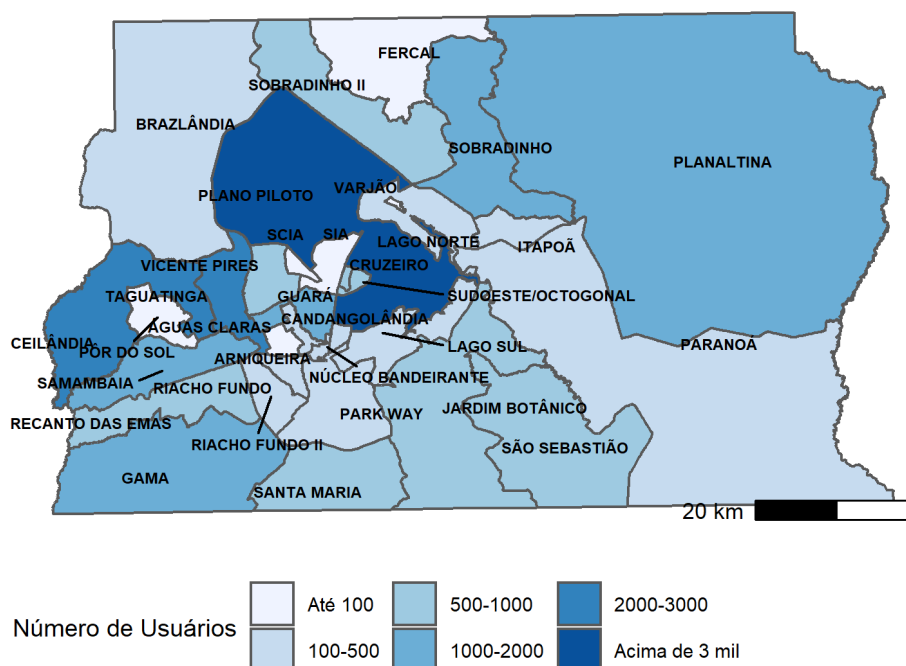 FERCAL
SOBRADINHO II
BRAZLÂNDIA
SOBRADINHO
PLANALTINA
PLANO PILOTO
VARJÃO
SCIA
SIA
LAGO NORTE
ITAPOÃ
VICENTE PIRES
CRUZEIRO
TAGUATINGA
GUARÁ
SUDOESTE/OCTOGONAL
ÁGUAS CLARAS
CANDANGOLÂNDIA
CEILÂNDIA
PÔR DO SOL
ARNIQUEIRA
LAGO SUL
PARANOÁ
SAMAMBAIA
RIACHO FUNDO
NÚCLEO BANDEIRANTE
RECANTO DAS EMAS
PARK WAY
JARDIM BOTÂNICO
RIACHO FUNDO II
SÃO SEBASTIÃO
GAMA
SANTA MARIA
20 km
Número de Usuários
Até 100
500-1000
2000-3000
100-500
1000-2000
Acima de 3 mil